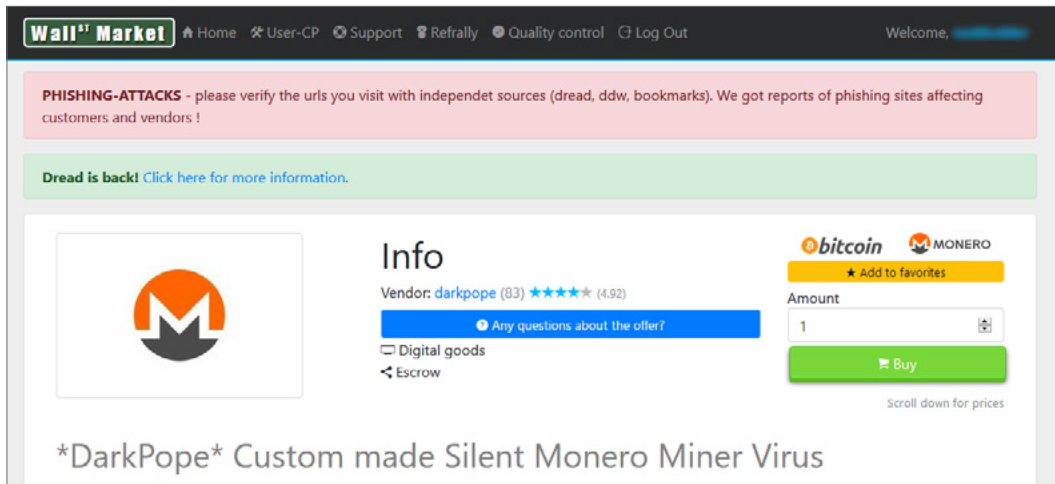 Wall ST Market Home User-CP Support Refrally Quality control Log Out Welcome,
PHISHING-ATTACKS - please verify the urls you visit with independet sources (dread, ddw, bookmarks). We got reports of phishing sites affecting
customers and vendors !
Dread is back! Click here for more information.
Info
Vendor: darkpope (83) (4.92)
Any questions about the offer?
Digital goods
Escrow
bitcoin MONERO
Add to favorites
Amount
1
Buy
Scroll down for prices
*DarkPope* Custom made Silent Monero Miner Virus